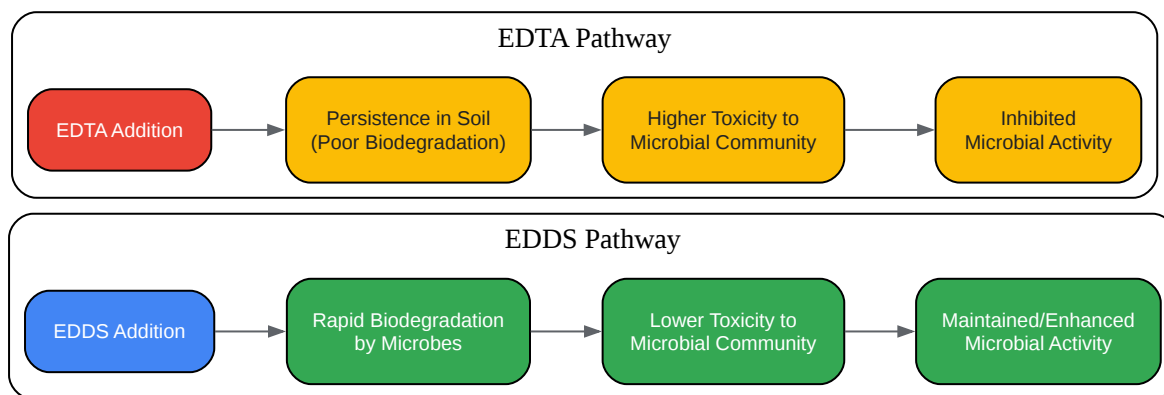 EDTA Pathway
EDTA Addition
Persistence in Soil
(Poor Biodegradation)
Higher Toxicity to
Microbial Community
Inhibited
Microbial Activity
EDDS Pathway
EDDS Addition
Rapid Biodegradation
by Microbes
Lower Toxicity to
Microbial Community
Maintained/Enhanced
Microbial Activity